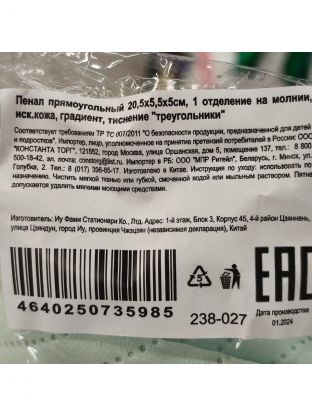 Пенал прямоугольный 20,5х5,5х5см, 1 отделение на молнии,
иск.кожа, градиент, тиснение "треугольники"
Соответствует требованиям ТР ТС 007/2011 "О безопасности продукции, предназначенной для детей
и подростков". Импортер, лицо, уполномоченное на принятия претензий потребителей в России: ООО
"КОНСТАНТА ТОРГ", 121552, город Москва, улица Оршанская, дом 5, этаж 3, тел.: 8 800
500-18-42, эл. почта: constorg@list.ru. Импортер в РБ: ООО "МПР Ритейл", Беларусь, г. Минск, ул.
Голубка, 2. Тел.: 8 (017) 396-65-17. Изготовлено в Китае. Инструкция по использованию: использовать по
назначению. Чистить мягкой тканью или губкой, смоченной водой или мыльным раствором. Пятна
допускается удалять мягкими моющими средствами.
Изготовитель: Иу Феми Статионери Ко., Лтд. Адрес: 1-й этаж, Блок 3, Корпус 45, 4-й район Цзяннань,
улица Цзяндун, город Иу, провинция Чжэцзян (независимая декларация), Китай
EAC
4640250735985
238-027
Дата производства
01.2024